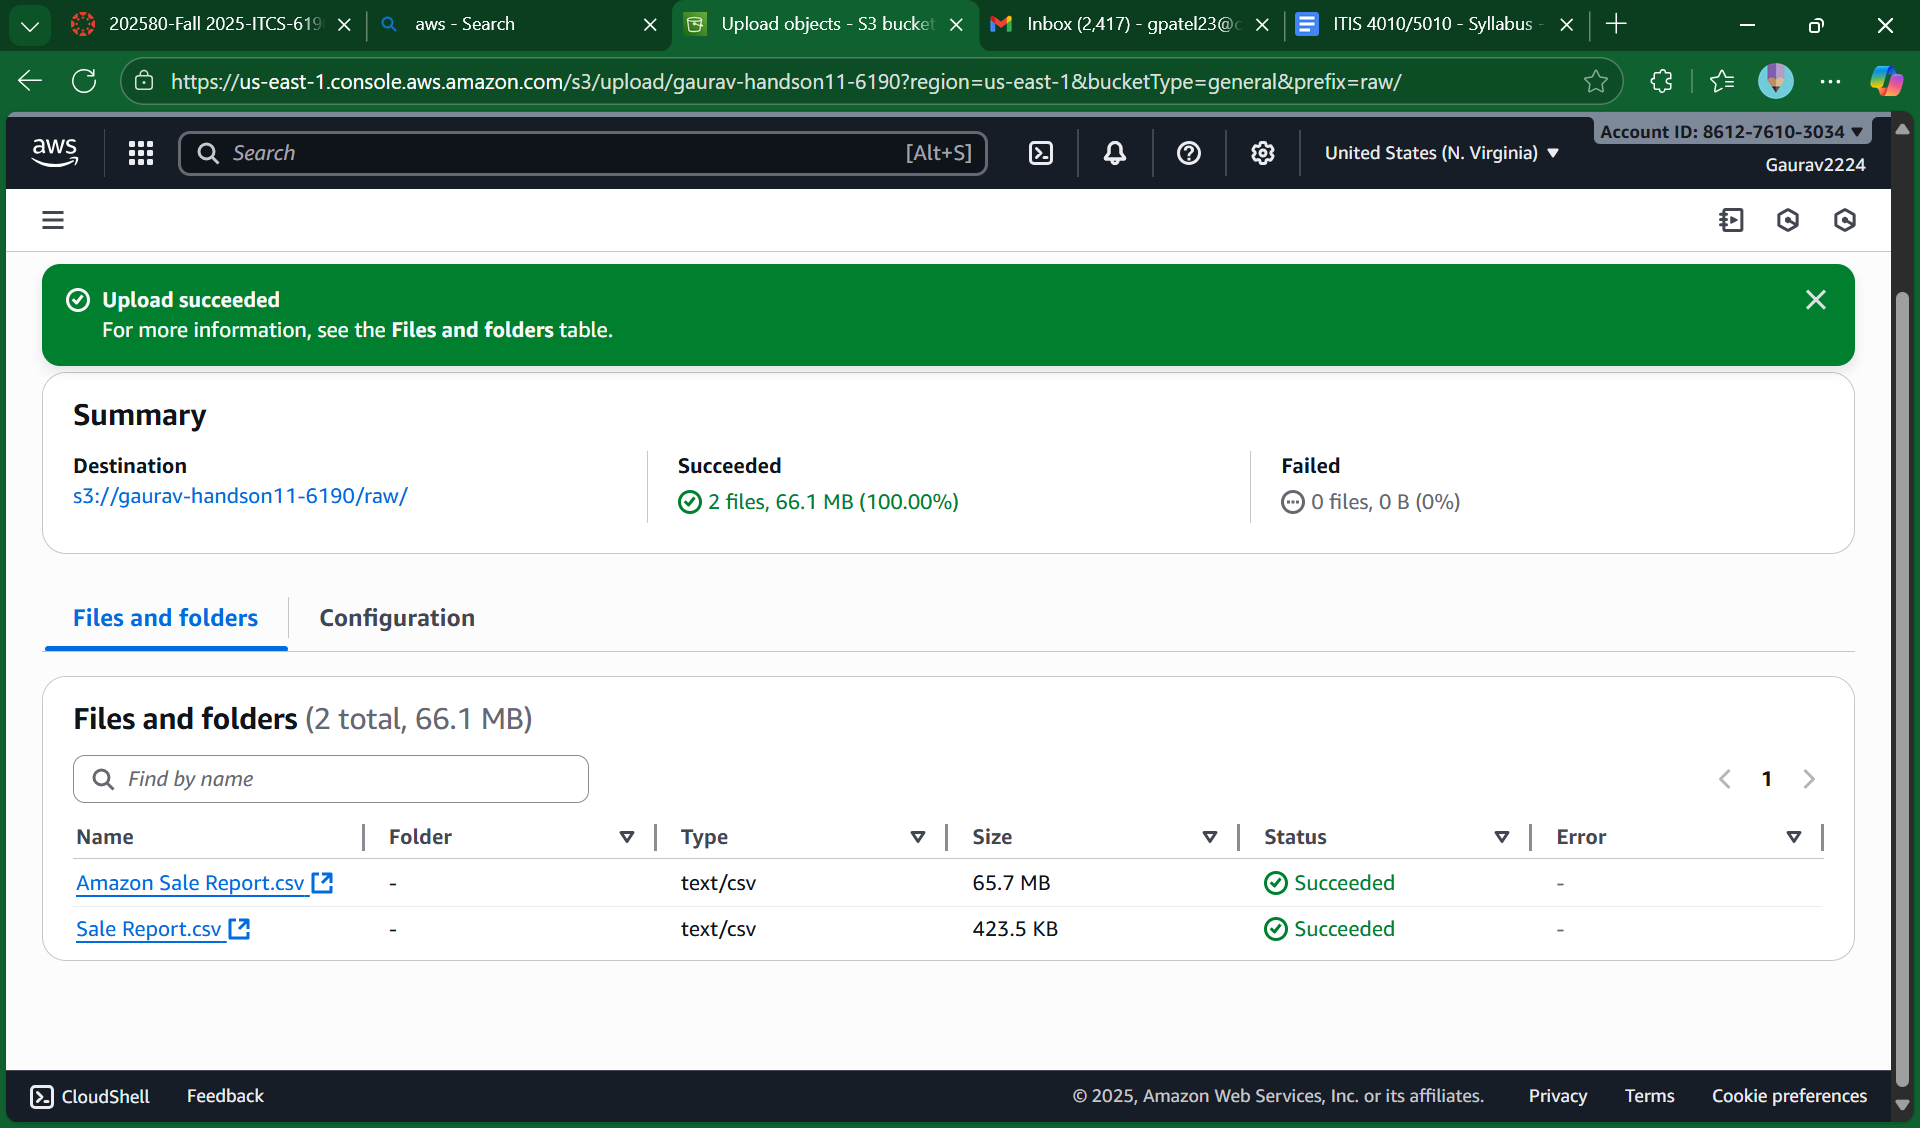 202580-Fall 2025-ITCS-619
aws - Search
Upload objects - S3 bucket
Inbox (2,417) - gpatel23@c
ITIS 4010/5010 - Syllabus -
https://us-east-1.console.aws.amazon.com/s3/upload/gaurav-handson11-6190?region=us-east-1&bucketType=general&prefix=raw/
aws
Search
[Alt+S]
United States (N. Virginia)
Account ID: 8612-7610-3034
Gaurav2224
Upload succeeded
For more information, see the Files and folders table.
Summary
Destination
s3://gaurav-handson11-6190/raw/
Succeeded
2 files, 66.1 MB (100.00%)
Failed
0 files, 0 B (0%)
Files and folders
Configuration
Files and folders (2 total, 66.1 MB)
Find by name
1
Name Folder Type Size Status Error
Amazon Sale Report.csv - text/csv 65.7 MB Succeeded -
Sale Report.csv - text/csv 423.5 KB Succeeded -
CloudShell
Feedback
© 2025, Amazon Web Services, Inc. or its affiliates.
Privacy
Terms
Cookie preferences